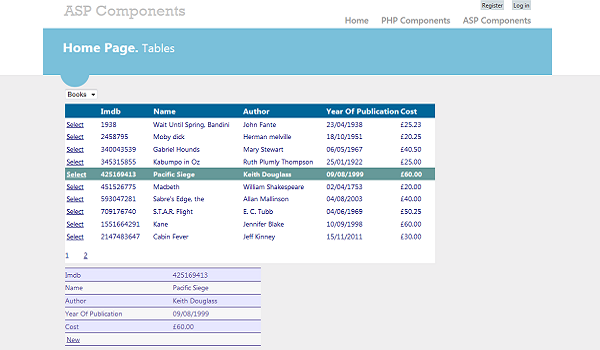 ASP Components
Register Log in
Home PHP Components ASP Components
Home Page. Tables
Books
Imdb Name Author Year Of Publication Cost
Select 1938 Wait Until Spring, Bandini John Fante 23/04/1938 £25.23
Select 2458795 Moby dick Herman melville 18/10/1951 £20.25
Select 340043539 Gabriel Hounds Mary Stewart 06/05/1967 £40.50
Select 345315855 Kabumpo in Oz Ruth Plumly Thompson 25/01/1922 £25.00
Select 425169413 Pacific Siege Keith Douglass 09/08/1999 £60.00
Select 451526775 Macbeth William Shakespeare 02/04/1753 £20.00
Select 593047281 Sabre's Edge, the Allan Mallinson 04/08/2003 £40.00
Select 709176740 S.T.A.R. Flight E. C. Tubb 04/06/1969 £50.25
Select 1551664291 Kane Jennifer Blake 10/09/1998 £60.00
Select 2147483647 Cabin Fever Jeff Kinney 15/11/2011 £30.00
1 2
Imdb 425169413
Name Pacific Siege
Author Keith Douglass
Year Of Publication 09/08/1999
Cost £60.00
New